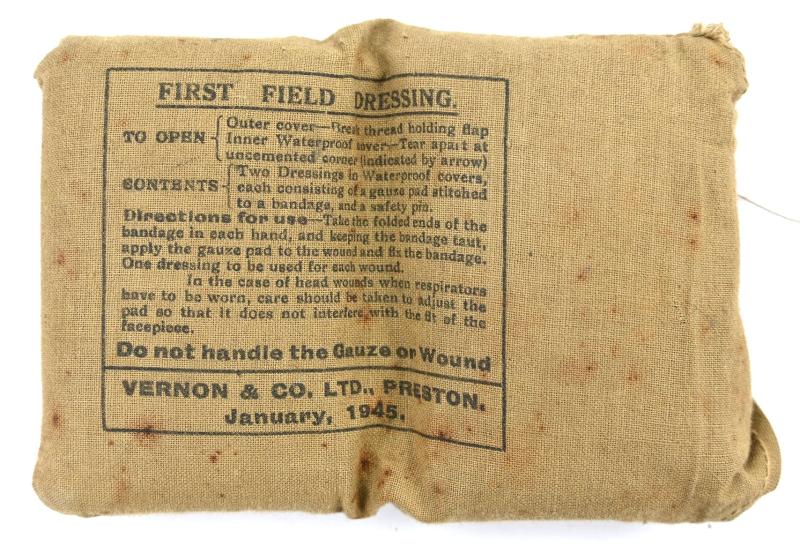 FIRST FIELD DRESSING.
TO OPEN { Outer cover—Break thread holding flap
Inner Waterproof cover—Tear apart at
uncemented corner (indicated by arrow)
CONTENTS { Two Dressings in Waterproof covers,
each consisting of a gauze pad stitched
to a bandage, and a safety pin.
Directions for use—Take the folded ends of the
bandage in each hand, and keeping the bandage taut,
apply the gauze pad to the wound and fix the bandage.
One dressing to be used for each wound.
In the case of head wounds when respirators
have to be worn, care should be taken to adjust the
pad so that it does not interfere with the fit of the
facepiece.
Do not handle the Gauze or Wound
VERNON & CO. LTD., PRESTON.
January, 1945.